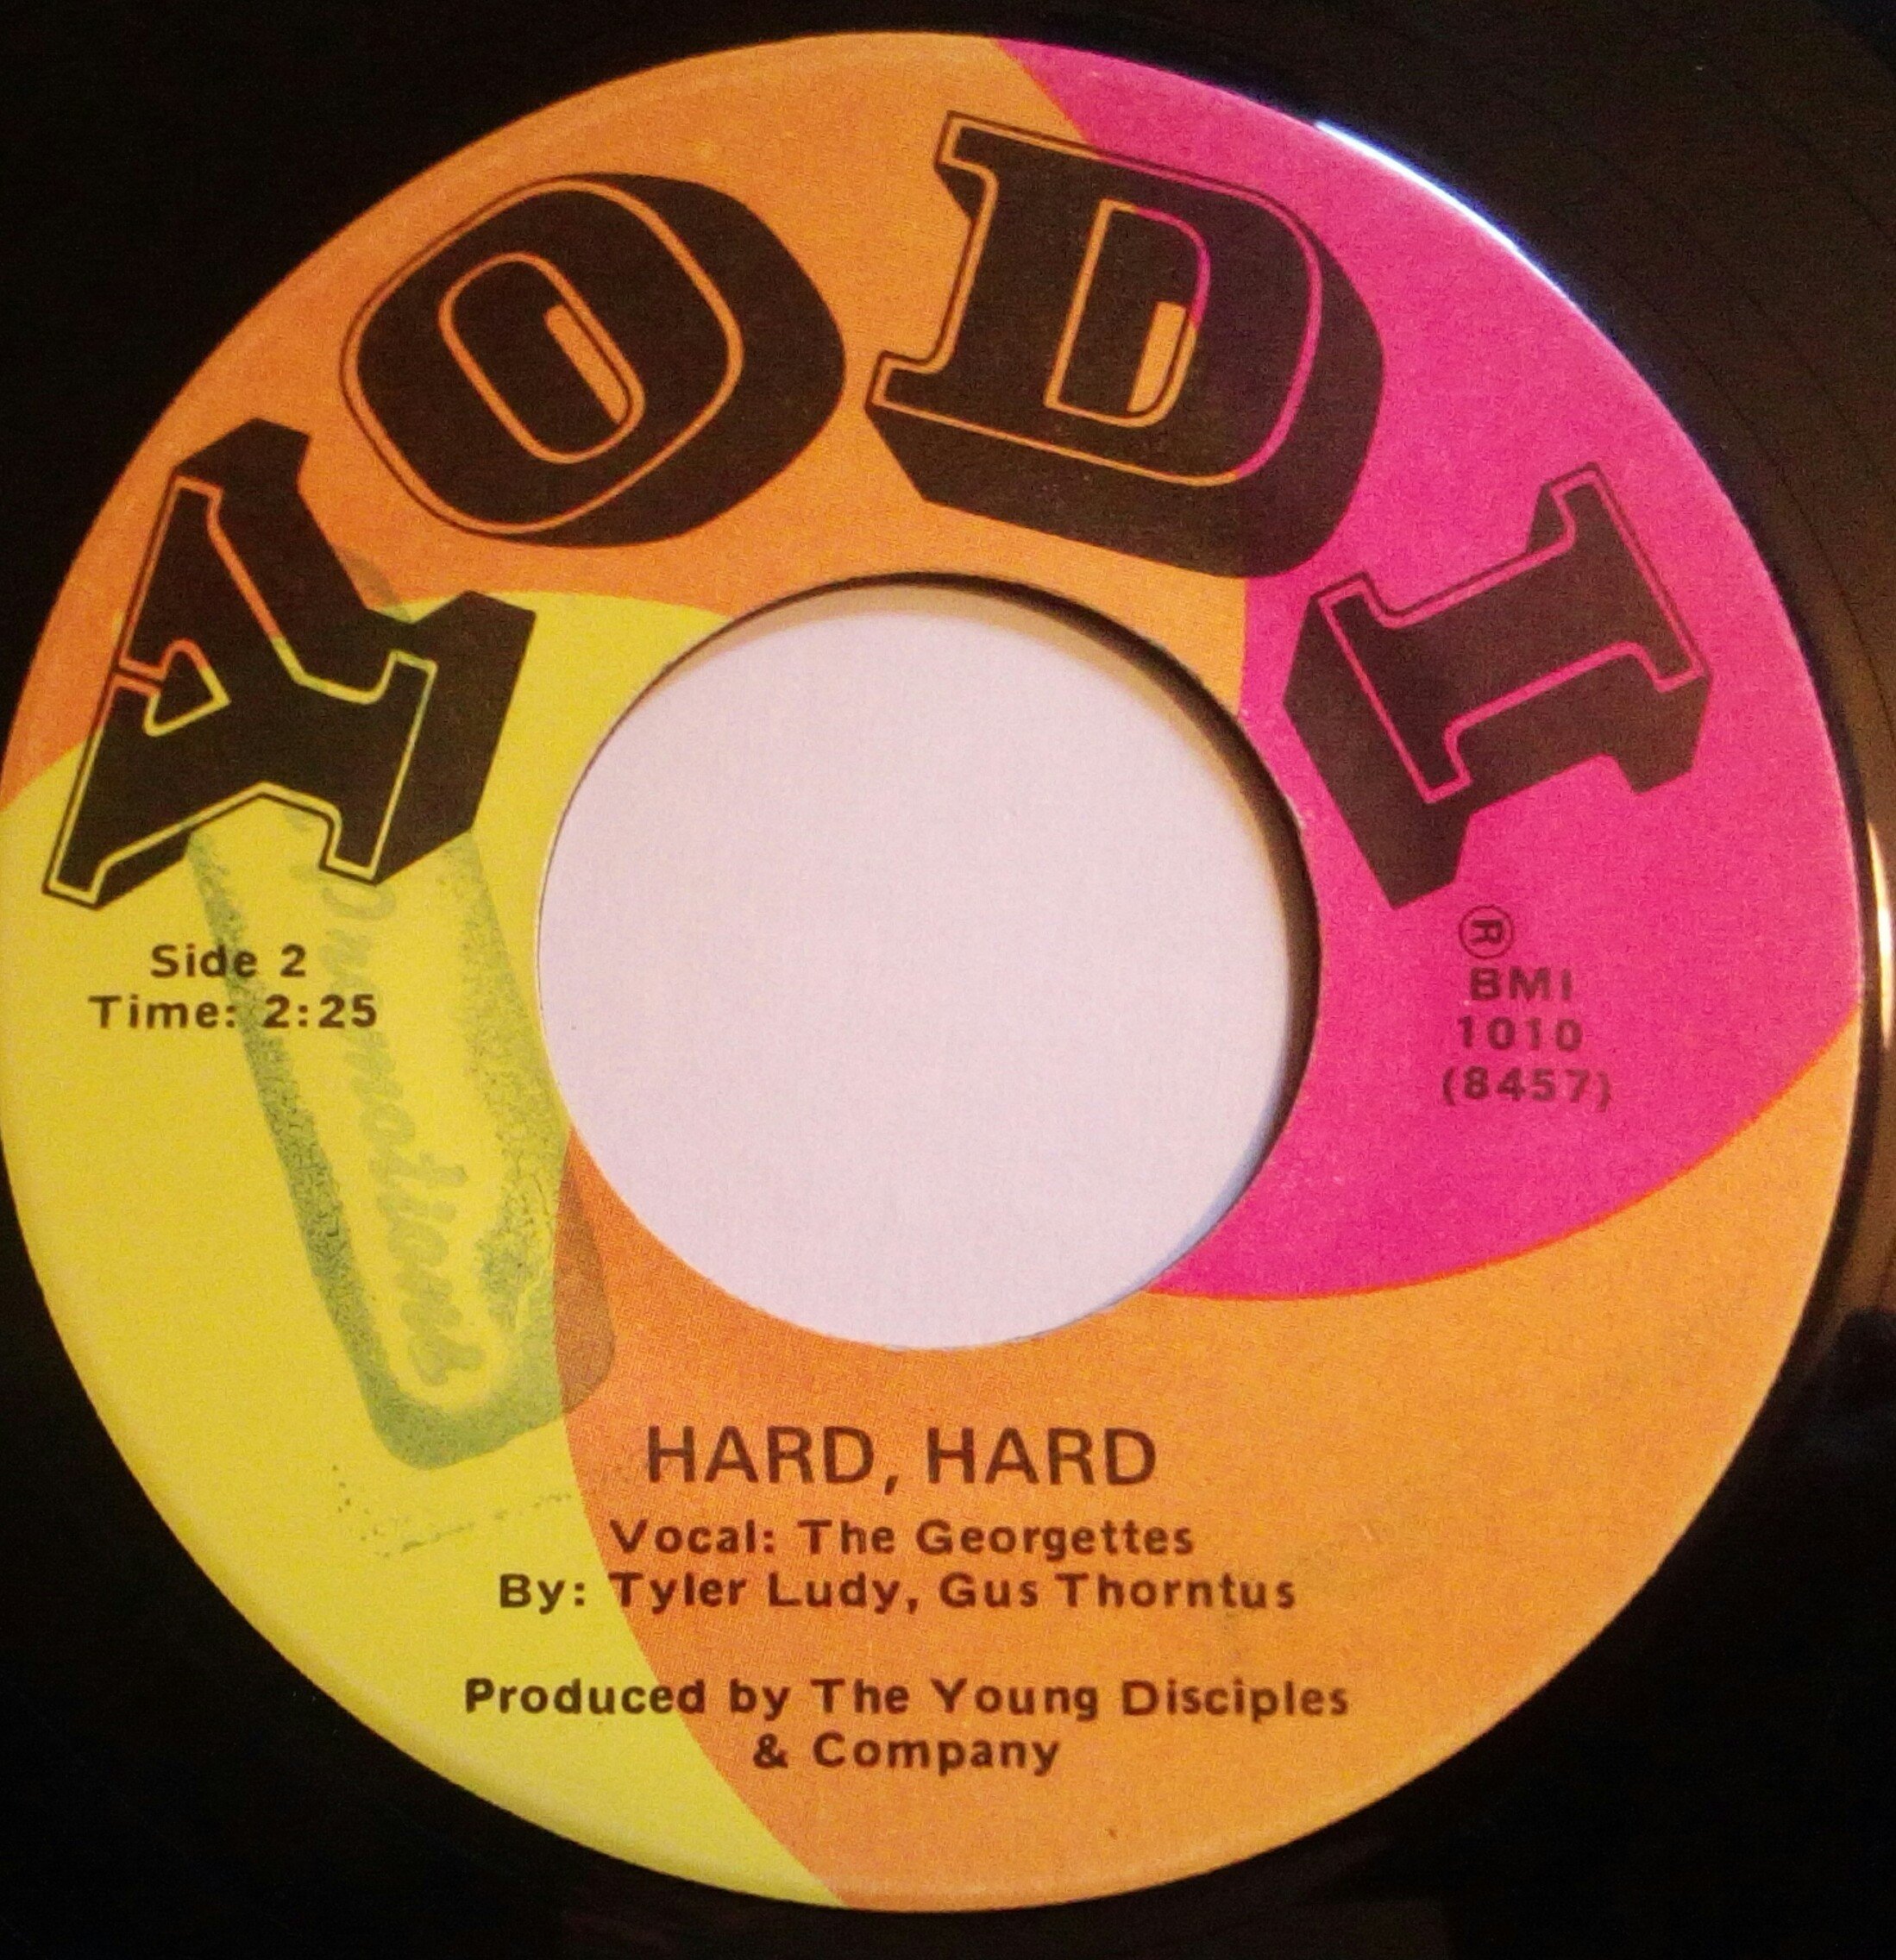 YODI
Side 2
Time: 2:25
®
BMI
1010
(8457)
Promotions
HARD, HARD
Vocal: The Georgettes
By: Tyler Ludy, Gus Thorntus
Produced by The Young Disciples
& Company